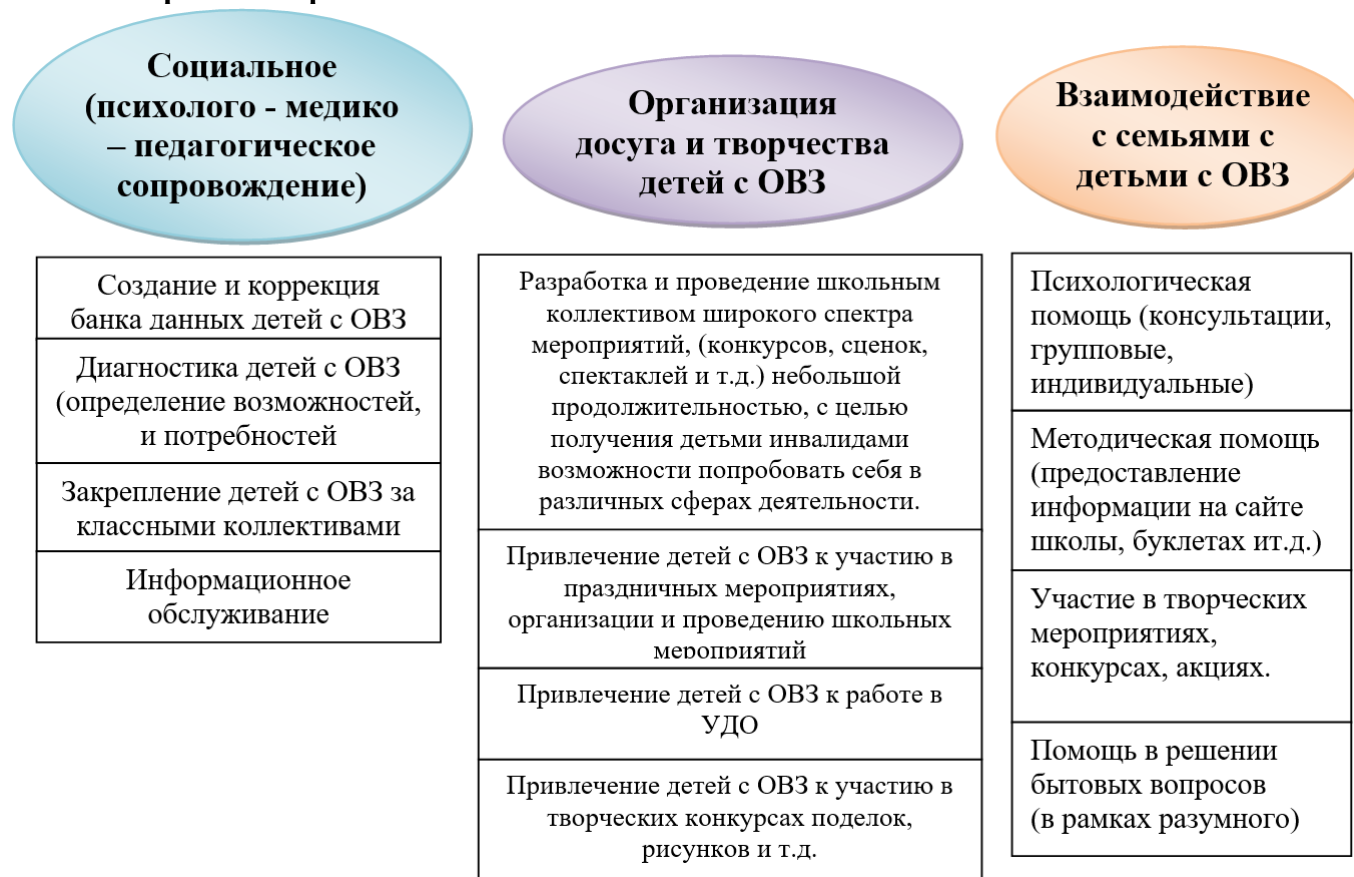 Социальное
(психолого - медико
– педагогическое
сопровождение)
Создание и коррекция
банка данных детей с ОВЗ
Диагностика детей с ОВЗ
(определение возможностей,
и потребностей
Закрепление детей с ОВЗ за
классными коллективами
Информационное
обслуживание
Организация
досуга и творчества
детей с ОВЗ
Разработка и проведение школьным
коллективом широкого спектра
мероприятий, (конкурсов, сценок,
спектаклей и т.д.) небольшой
продолжительностью, с целью
получения детьми инвалидами
возможности попробовать себя в
различных сферах деятельности.
Привлечение детей с ОВЗ к участию в
праздничных мероприятиях,
организации и проведению школьных
мероприятий
Привлечение детей с ОВЗ к работе в
УДО
Привлечение детей с ОВЗ к участию в
творческих конкурсах поделок,
рисунков и т.д.
Взаимодействие
с семьями с
детьми с ОВЗ
Психологическая
помощь (консультации,
групповые,
индивидуальные)
Методическая помощь
(предоставление
информации на сайте
школы, буклетах ит.д.)
Участие в творческих
мероприятиях,
конкурсах, акциях.
Помощь в решении
бытовых вопросов
(в рамках разумного)